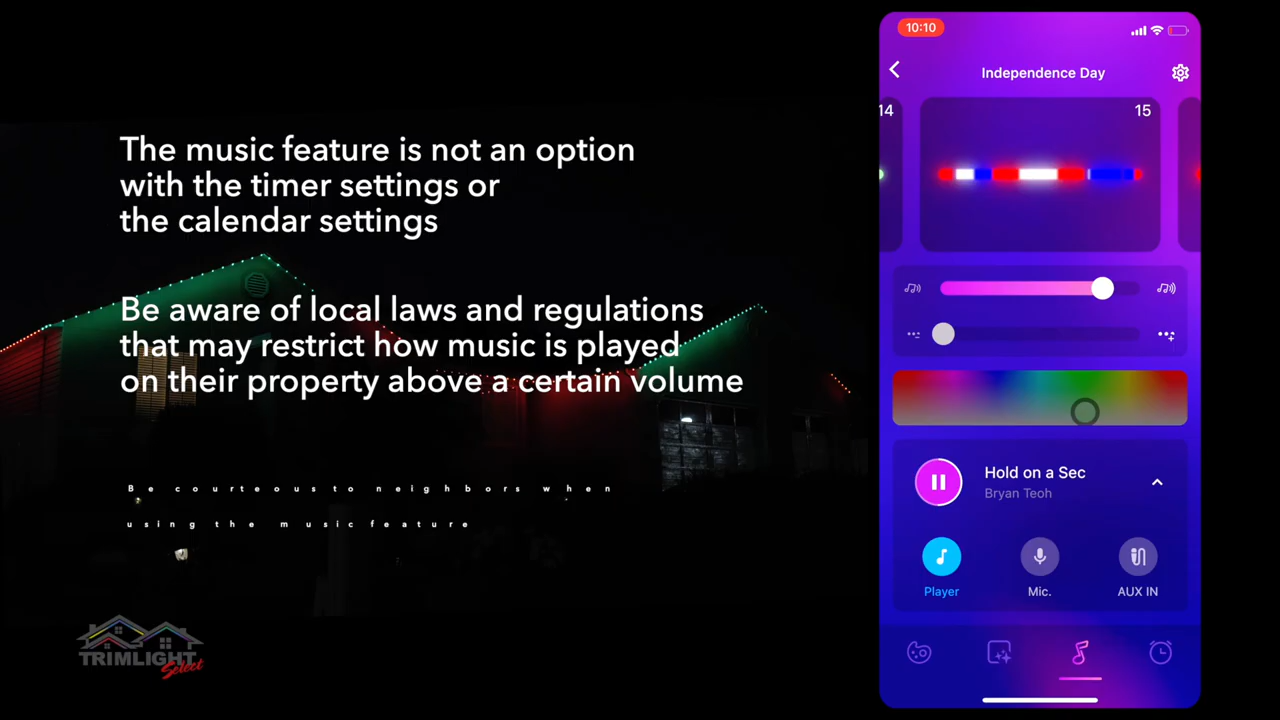 The music feature is not an option
with the timer settings or
the calendar settings
Be aware of local laws and regulations
that may restrict how music is played
on their property above a certain volume
Be courteous to neighbors when
using the music feature
TRIMLIGHT
Select
10:10
Independence Day
14
15
Hold on a Sec
Bryan Teoh
Player
Mic.
AUX IN